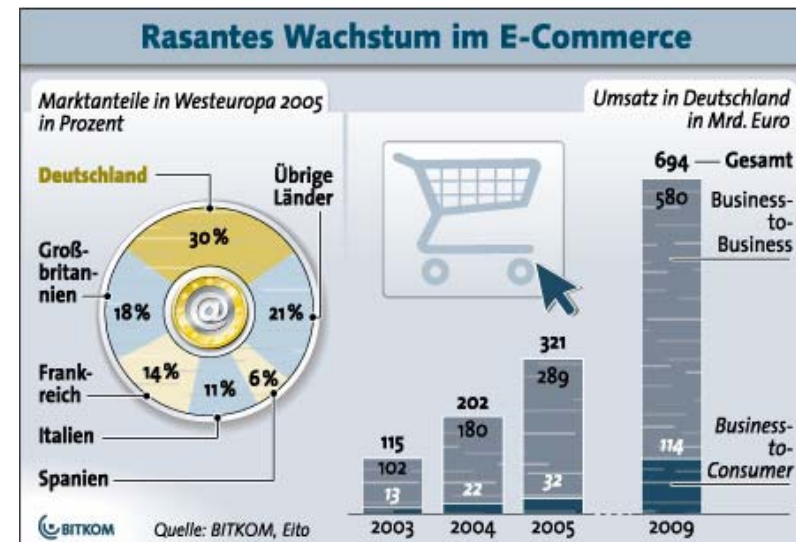 Rasantes Wachstum im E-Commerce
Marktanteile in Westeuropa 2005
in Prozent
Deutschland
Übrige
Länder
30%
Groß-
britan-
nien
18%
@
21%
Frank-
reich
14%
11%
6%
Italien
Spanien
BITKOM
Quelle: BITKOM, Eito
Umsatz in Deutschland
in Mrd. Euro
694 — Gesamt
580
Business-
to-
Business
321
289
202
180
115
102
13
22
32
114
Business-
to-
Consumer
2003
2004
2005
2009